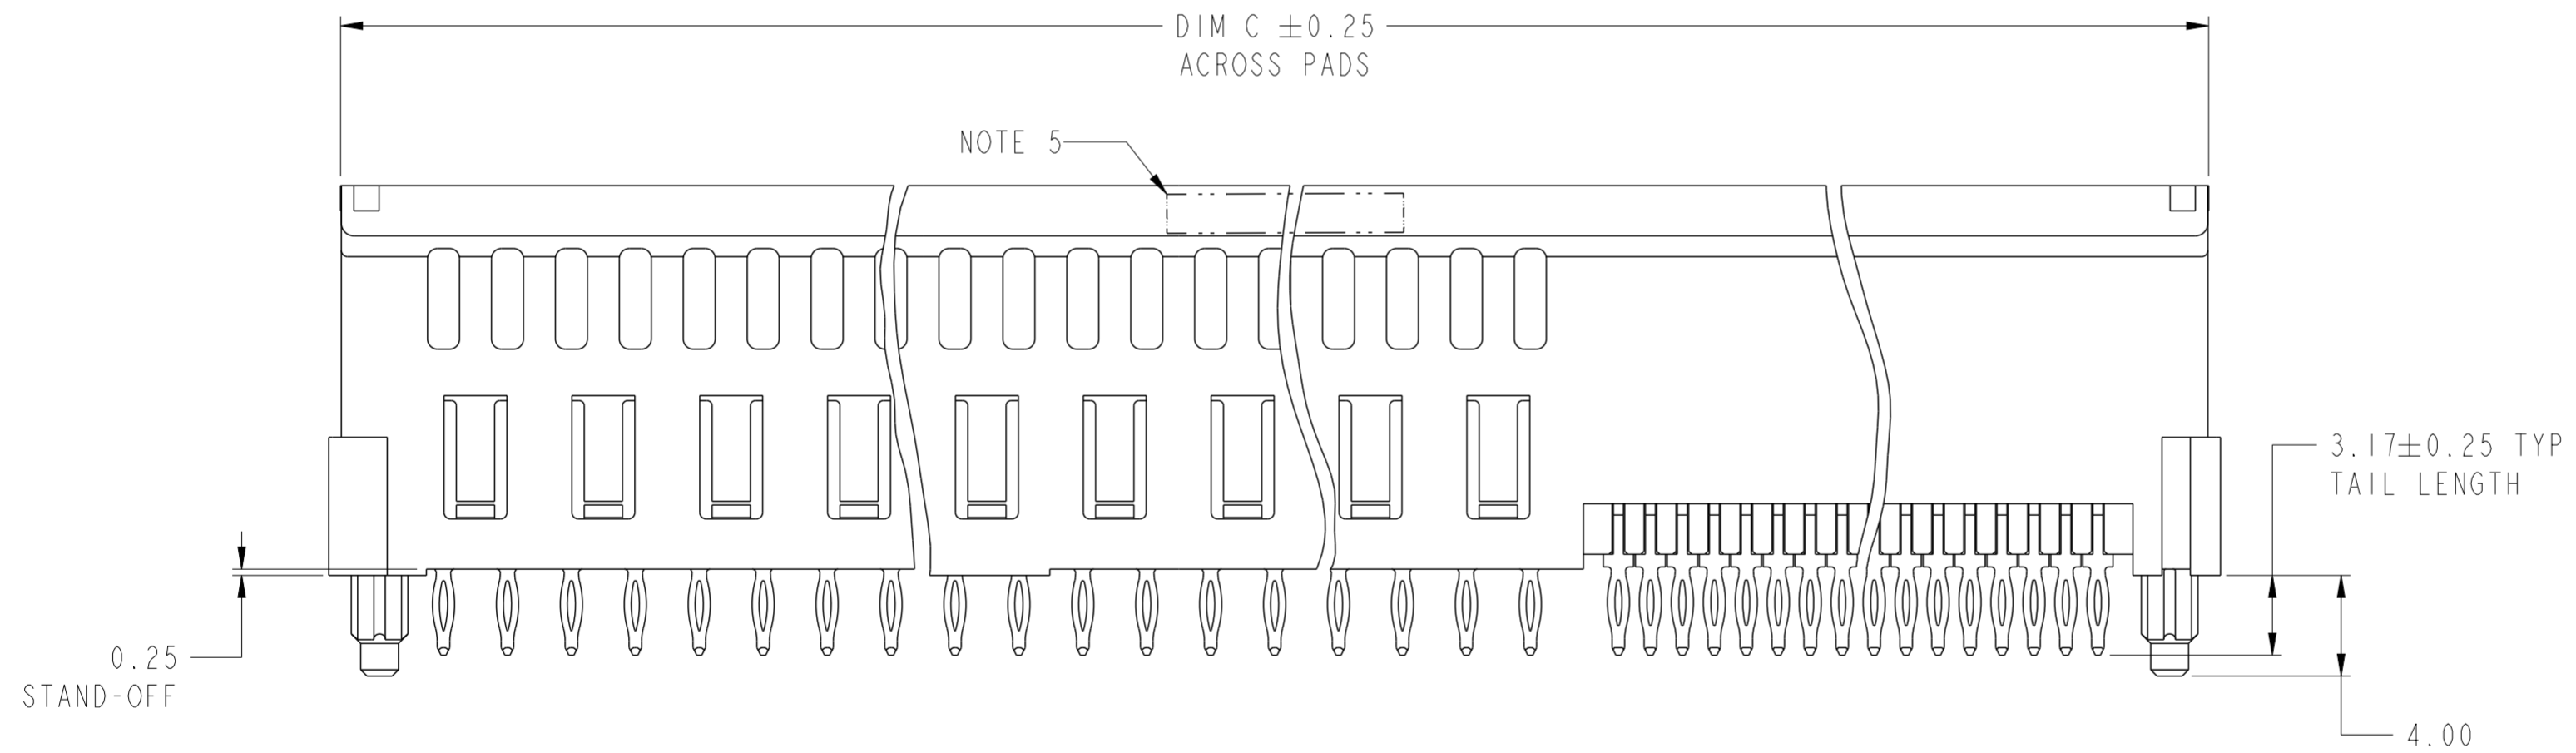 DIM C ±0.25
ACROSS PADS
NOTE 5
3.17±0.25 TYP
TAIL LENGTH
0.25
STAND-OFF
4.00